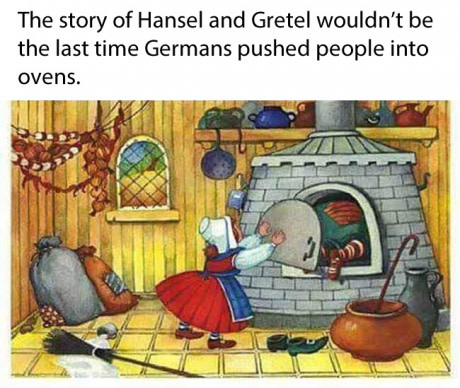 The story of Hansel and Gretel wouldn't be
the last time Germans pushed people into
ovens.